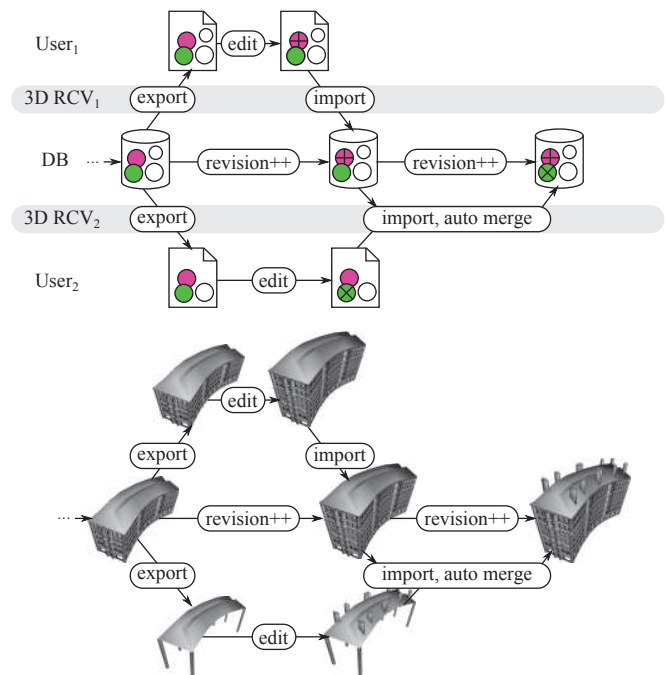 User₁
edit
3D RCV₁
export
import
DB
...
revision++
revision++
3D RCV₂
export
import, auto merge
User₂
edit
edit
export
import
...
revision++
revision++
export
import, auto merge
edit